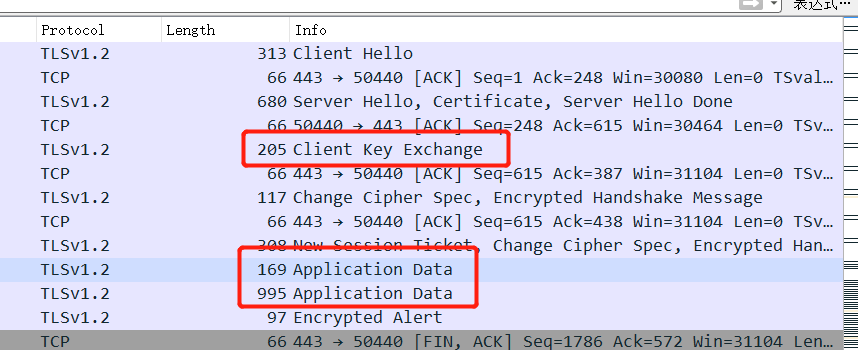 表达式…
Protocol Length Info
TLSv1.2 313 Client Hello
TCP 66 443 → 50440 [ACK] Seq=1 Ack=248 Win=30080 Len=0 TSval…
TLSv1.2 680 Server Hello, Certificate, Server Hello Done
TCP 66 50440 → 443 [ACK] Seq=248 Ack=615 Win=30464 Len=0 TSv…
TLSv1.2 205 Client Key Exchange
TCP 66 443 → 50440 [ACK] Seq=615 Ack=387 Win=31104 Len=0 TSv…
TLSv1.2 117 Change Cipher Spec, Encrypted Handshake Message
TCP 66 443 → 50440 [ACK] Seq=615 Ack=438 Win=31104 Len=0 TSv…
TLSv1.2 308 New Session Ticket, Change Cipher Spec, Encrypted Han…
TLSv1.2 169 Application Data
TLSv1.2 995 Application Data
TLSv1.2 97 Encrypted Alert
TCP 66 443 → 50440 [FIN, ACK] Seq=1786 Ack=572 Win=31104 Len…